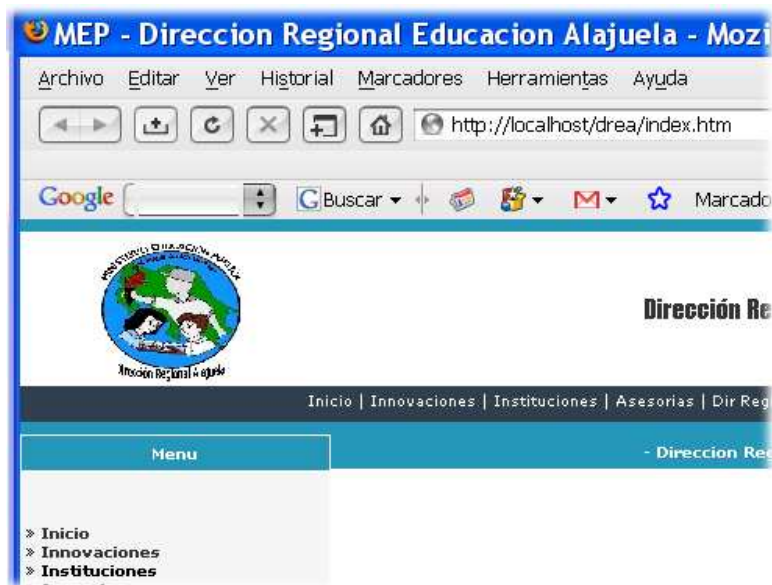 MEP - Direccion Regional Educacion Alajuela - Mozi
Archivo Editar Ver Historial Marcadores Herramientas Ayuda
http://localhost/drea/index.htm
Google G Buscar Marcado
Dirección Re
Dirección Regional Alajuela
Inicio | Innovaciones | Instituciones | Asesorias | Dir Reg
Menu - Direccion Re
» Inicio
» Innovaciones
» Instituciones